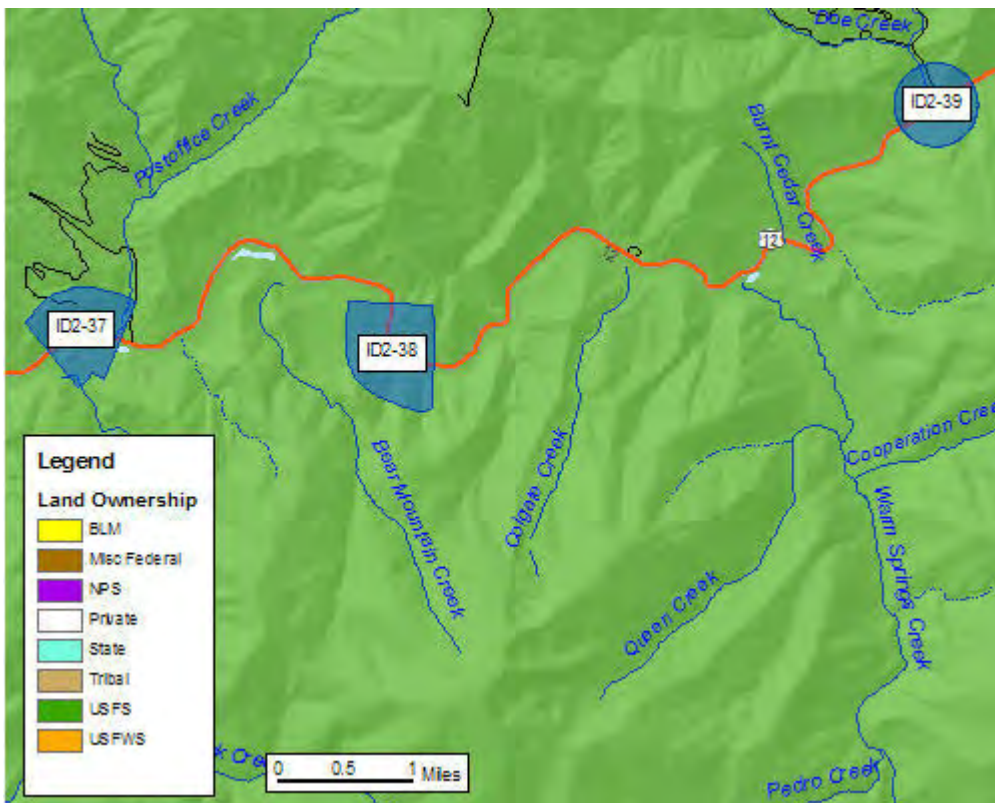 Doe Creek
ID2-39
Postoffice Creek
Burnt Cedar Creek
12
12
ID2-37
ID2-38
Bear Mountain Creek
Colgate Creek
Cooperation Creek
Warm Springs Creek
Queen Creek
Legend
Land Ownership
BLM
Misc Federal
NPS
Private
State
Tribal
USFS
USFWS
k Cre
0 0.5 1 Miles
Pedro Creek